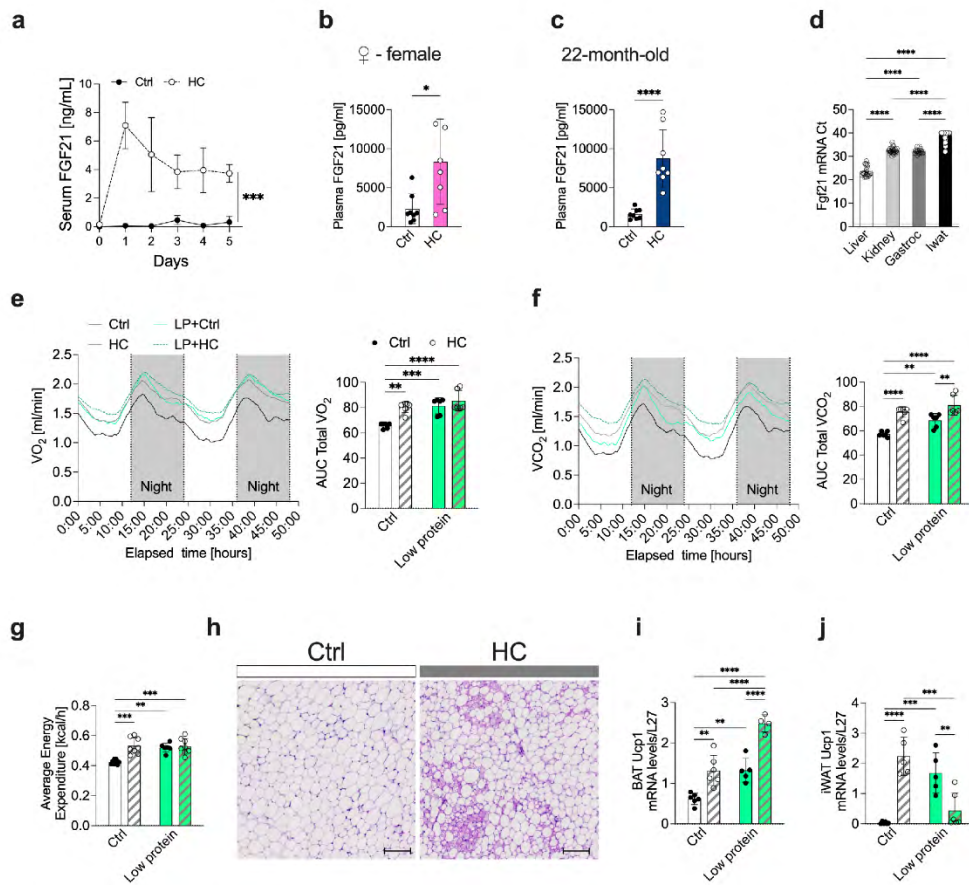 a
b
c
d
♀ - female
22-month-old
Ctrl HC
Serum FGF21 [ng/mL]
10
8
6
4
2
0
***
0 1 2 3 4 5
Days
*
Plasma FGF21 [pg/ml]
15000
10000
5000
0
Ctrl HC
****
Plasma FGF21 [pg/ml]
15000
10000
5000
0
Ctrl HC
****
****
****
**** ****
Fgf21 mRNA Ct
50
40
30
20
10
0
Liver Kidney Gastroc Iwat
e
f
Ctrl LP+Ctrl
HC LP+HC
VO2 [ml/min]
2.5
2.0
1.5
1.0
0.5
0.0
Night Night
0:00 5:00 10:00 15:00 20:00 25:00 30:00 35:00 40:00 45:00 50:00
Elapsed time [hours]
Ctrl HC
****
***
**
AUC Total VO2
100
80
60
40
20
0
Ctrl Low protein
VCO2 [ml/min]
2.5
2.0
1.5
1.0
0.5
0.0
Night Night
0:00 5:00 10:00 15:00 20:00 25:00 30:00 35:00 40:00 45:00 50:00
Elapsed time [hours]
****
**
**** **
AUC Total VCO2
100
80
60
40
20
0
Ctrl Low protein
g
h
i
j
***
**
***
Average Energy
Expenditure [kcal/h]
0.8
0.6
0.4
0.2
0.0
Ctrl Low protein
Ctrl HC
****
****
** ****
**
BAT Ucp1
mRNA levels/L27
4
3
2
1
0
Ctrl Low protein
***
***
**** **
iWAT Ucp1
mRNA levels/L27
4
3
2
1
0
Ctrl Low protein